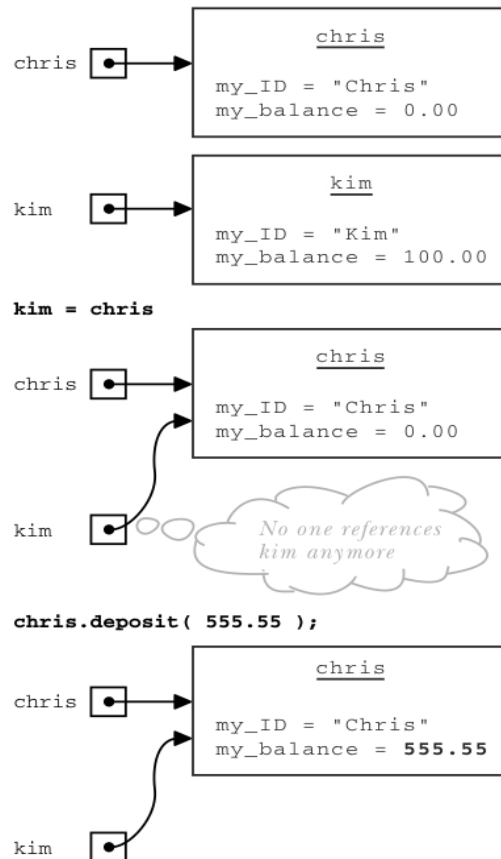 chris
chris
my_ID = "Chris"
my_balance = 0.00
kim
kim
my_ID = "Kim"
my_balance = 100.00
kim = chris
chris
chris
my_ID = "Chris"
my_balance = 0.00
kim
No one references
kim anymore
chris.deposit( 555.55 );
chris
chris
my_ID = "Chris"
my_balance = 555.55
kim